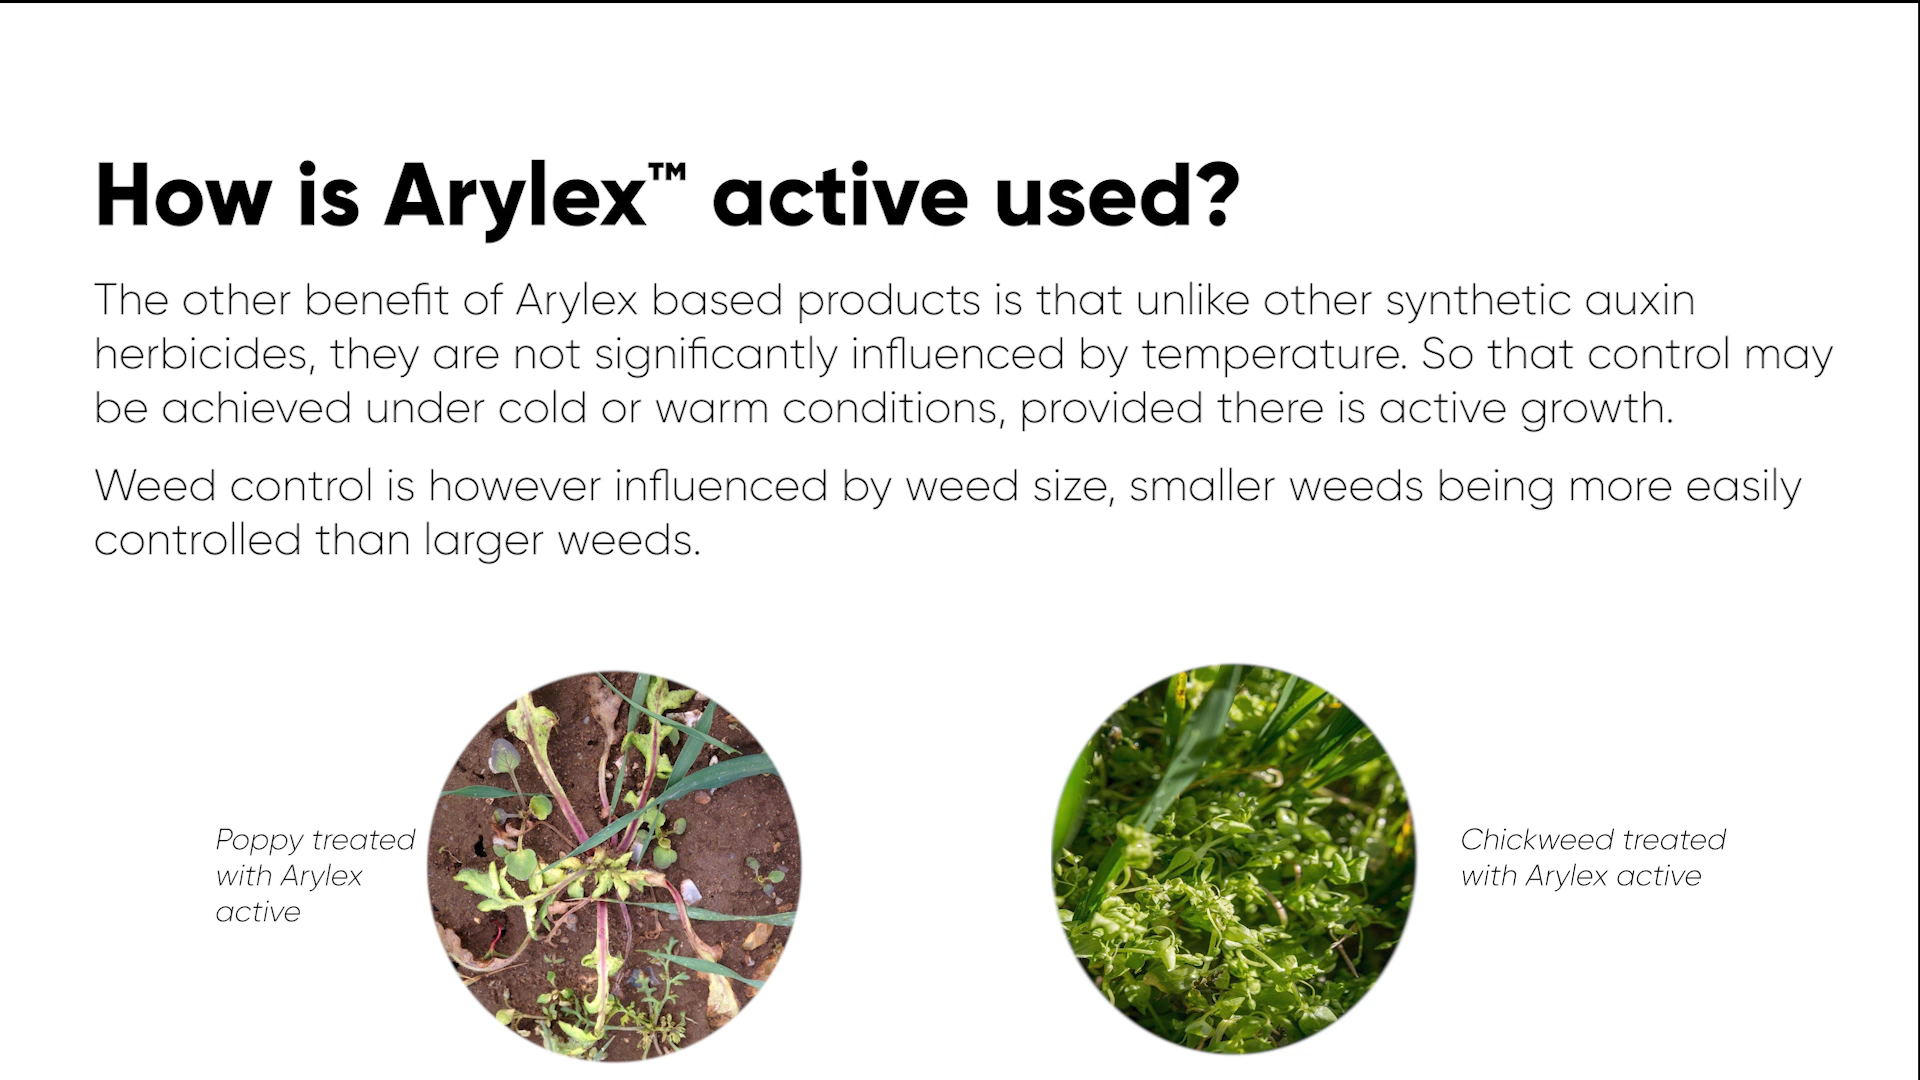 How is Arylex™ active used?
The other benefit of Arylex based products is that unlike other synthetic auxin
herbicides, they are not significantly influenced by temperature. So that control may
be achieved under cold or warm conditions, provided there is active growth.
Weed control is however influenced by weed size, smaller weeds being more easily
controlled than larger weeds.
Poppy treated
with Arylex
active
Chickweed treated
with Arylex active